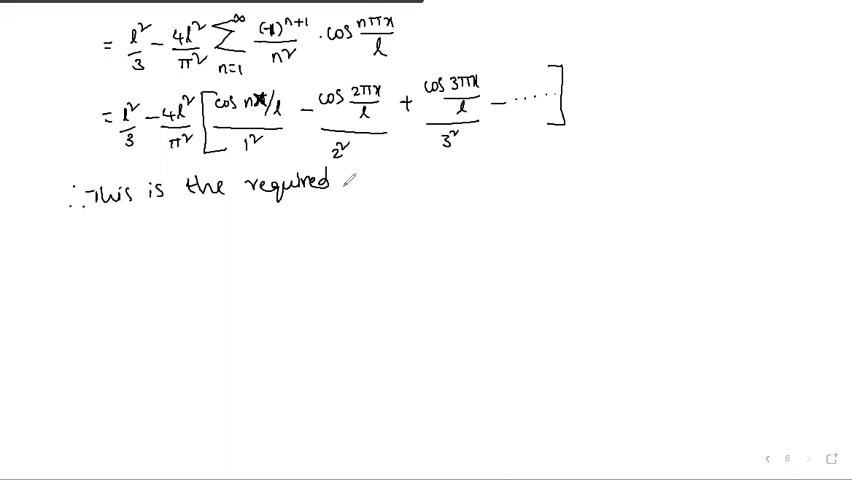 = l²/3 − 4l²/π² ∑_{n=1}^{∞} (-1)^{n+1}/n² · cos nπx/l
= l²/3 − 4l²/π² [ cos πx/l / 1² − cos 2πx/l / 2² + cos 3πx/l / 3² − ...... ]
∴ This is the required
6